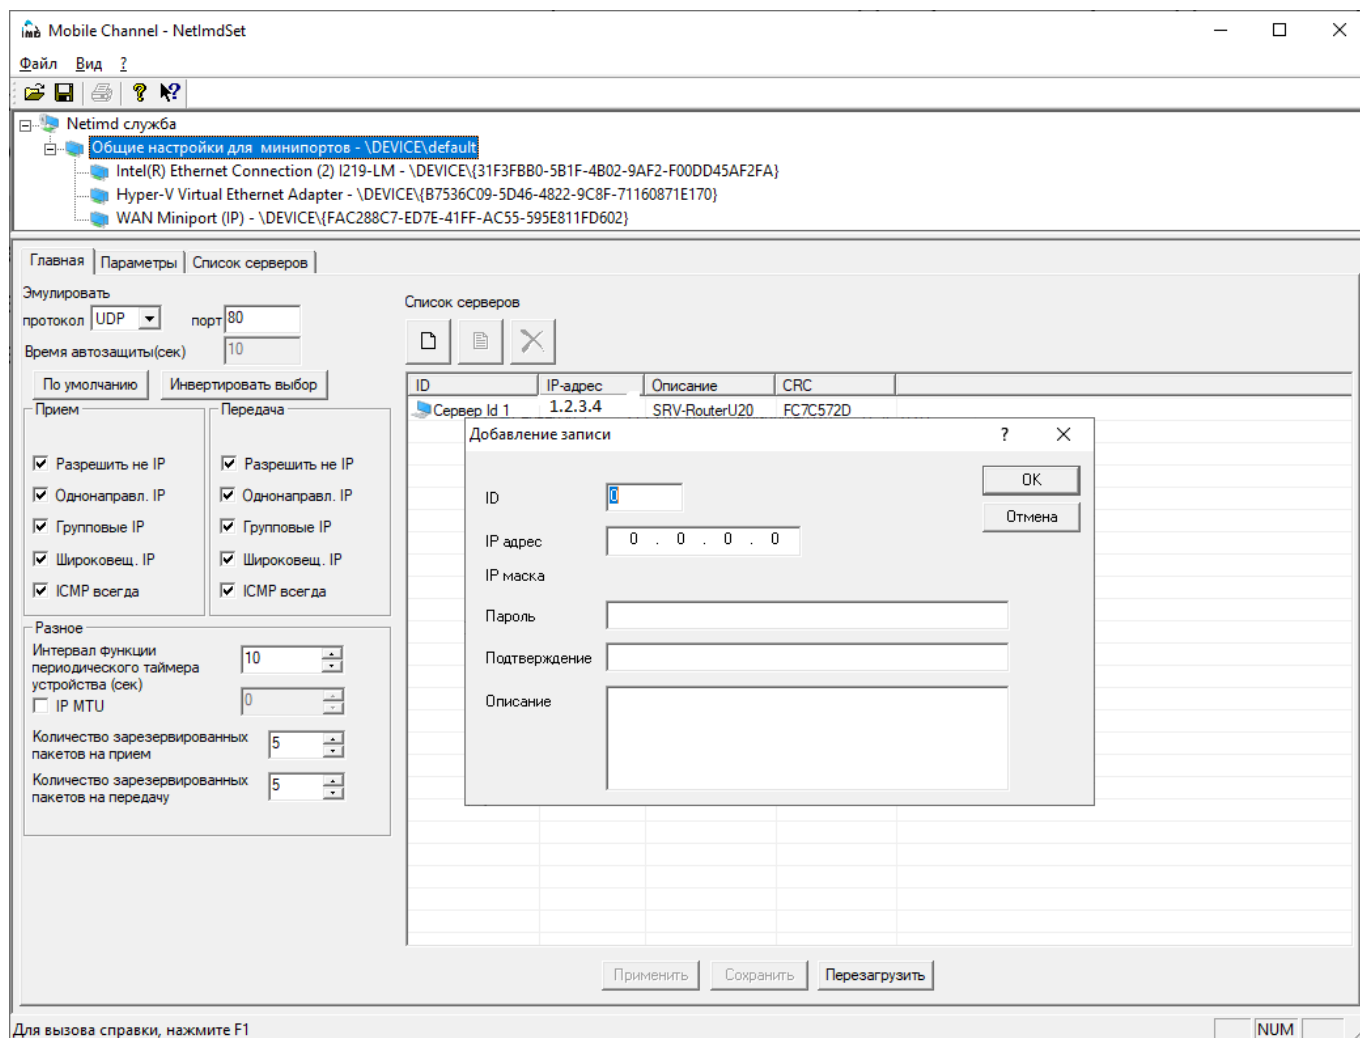 Mobile Channel - NetImdSet
Файл Вид ?
Netimd служба
Общие настройки для минипортов - \DEVICE\default
Intel(R) Ethernet Connection (2) I219-LM - \DEVICE\{31F3FBB0-5B1F-4B02-9AF2-F00DD45AF2FA}
Hyper-V Virtual Ethernet Adapter - \DEVICE\{B7536C09-5D46-4822-9C8F-71160871E170}
WAN Miniport (IP) - \DEVICE\{FAC288C7-ED7E-41FF-AC55-595E811FD602}
Главная Параметры Список серверов
Эмулировать
протокол UDP порт 80
Время автозащиты(сек) 10
По умолчанию Инвертировать выбор
Прием Передача
Разрешить не IP Разрешить не IP
Однонаправл. IP Однонаправл. IP
Групповые IP Групповые IP
Широковещ. IP Широковещ. IP
ICMP всегда ICMP всегда
Разное
Интервал функции
периодического таймера
устройства (сек)
10
IP MTU 0
Количество зарезервированных
пакетов на прием
5
Количество зарезервированных
пакетов на передачу
5
Список серверов
ID IP-адрес Описание CRC
Сервер Id 1 1.2.3.4 SRV-RouterU20 FC7C572D
Добавление записи ?
ID 0
OK
IP адрес 0 . 0 . 0 . 0
Отмена
IP маска
Пароль
Подтверждение
Описание
Применить Сохранить Перезагрузить
Для вызова справки, нажмите F1 NUM